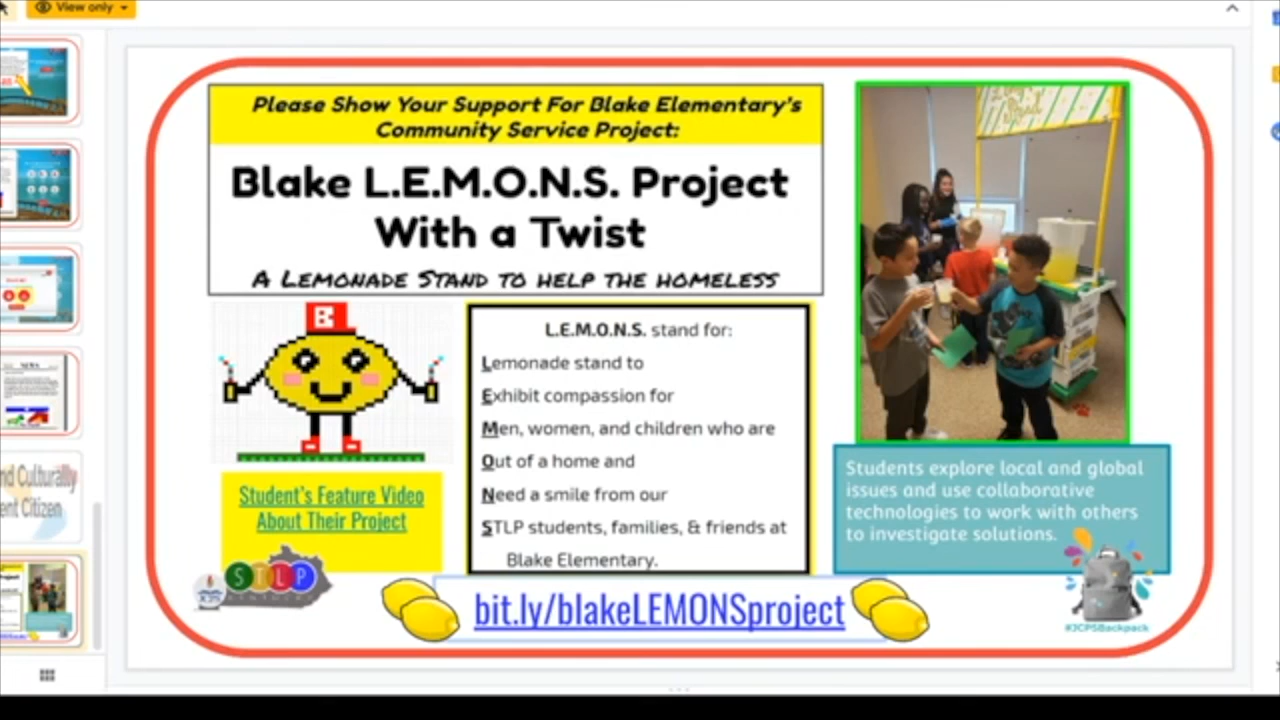 View only
Please Show Your Support For Blake Elementary's
Community Service Project:
Blake L.E.M.O.N.S. Project
With a Twist
A Lemonade Stand to help the homeless
B
L.E.M.O.N.S. stand for:
Lemonade stand to
Exhibit compassion for
Men, women, and children who are
Out of a home and
Need a smile from our
STLP students, families, & friends at
Blake Elementary.
Student's Feature Video
About Their Project
STLP
Students explore local and global
issues and use collaborative
technologies to work with others
to investigate solutions.
bit.ly/blakeLEMONSproject
#JCPSBackpack
nd Culturally
ent Citizen